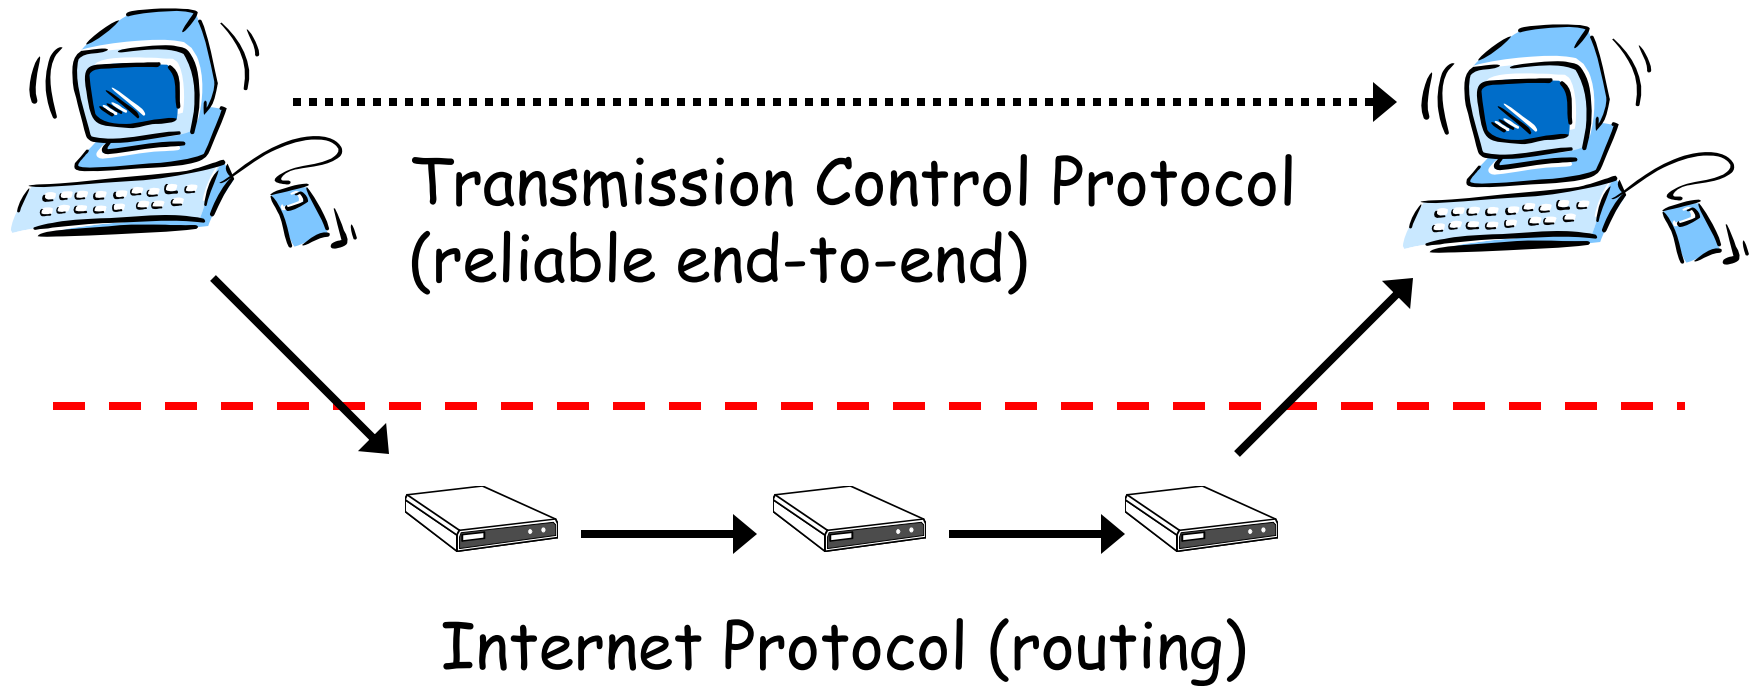 Transmission Control Protocol
(reliable end-to-end)
Internet Protocol (routing)